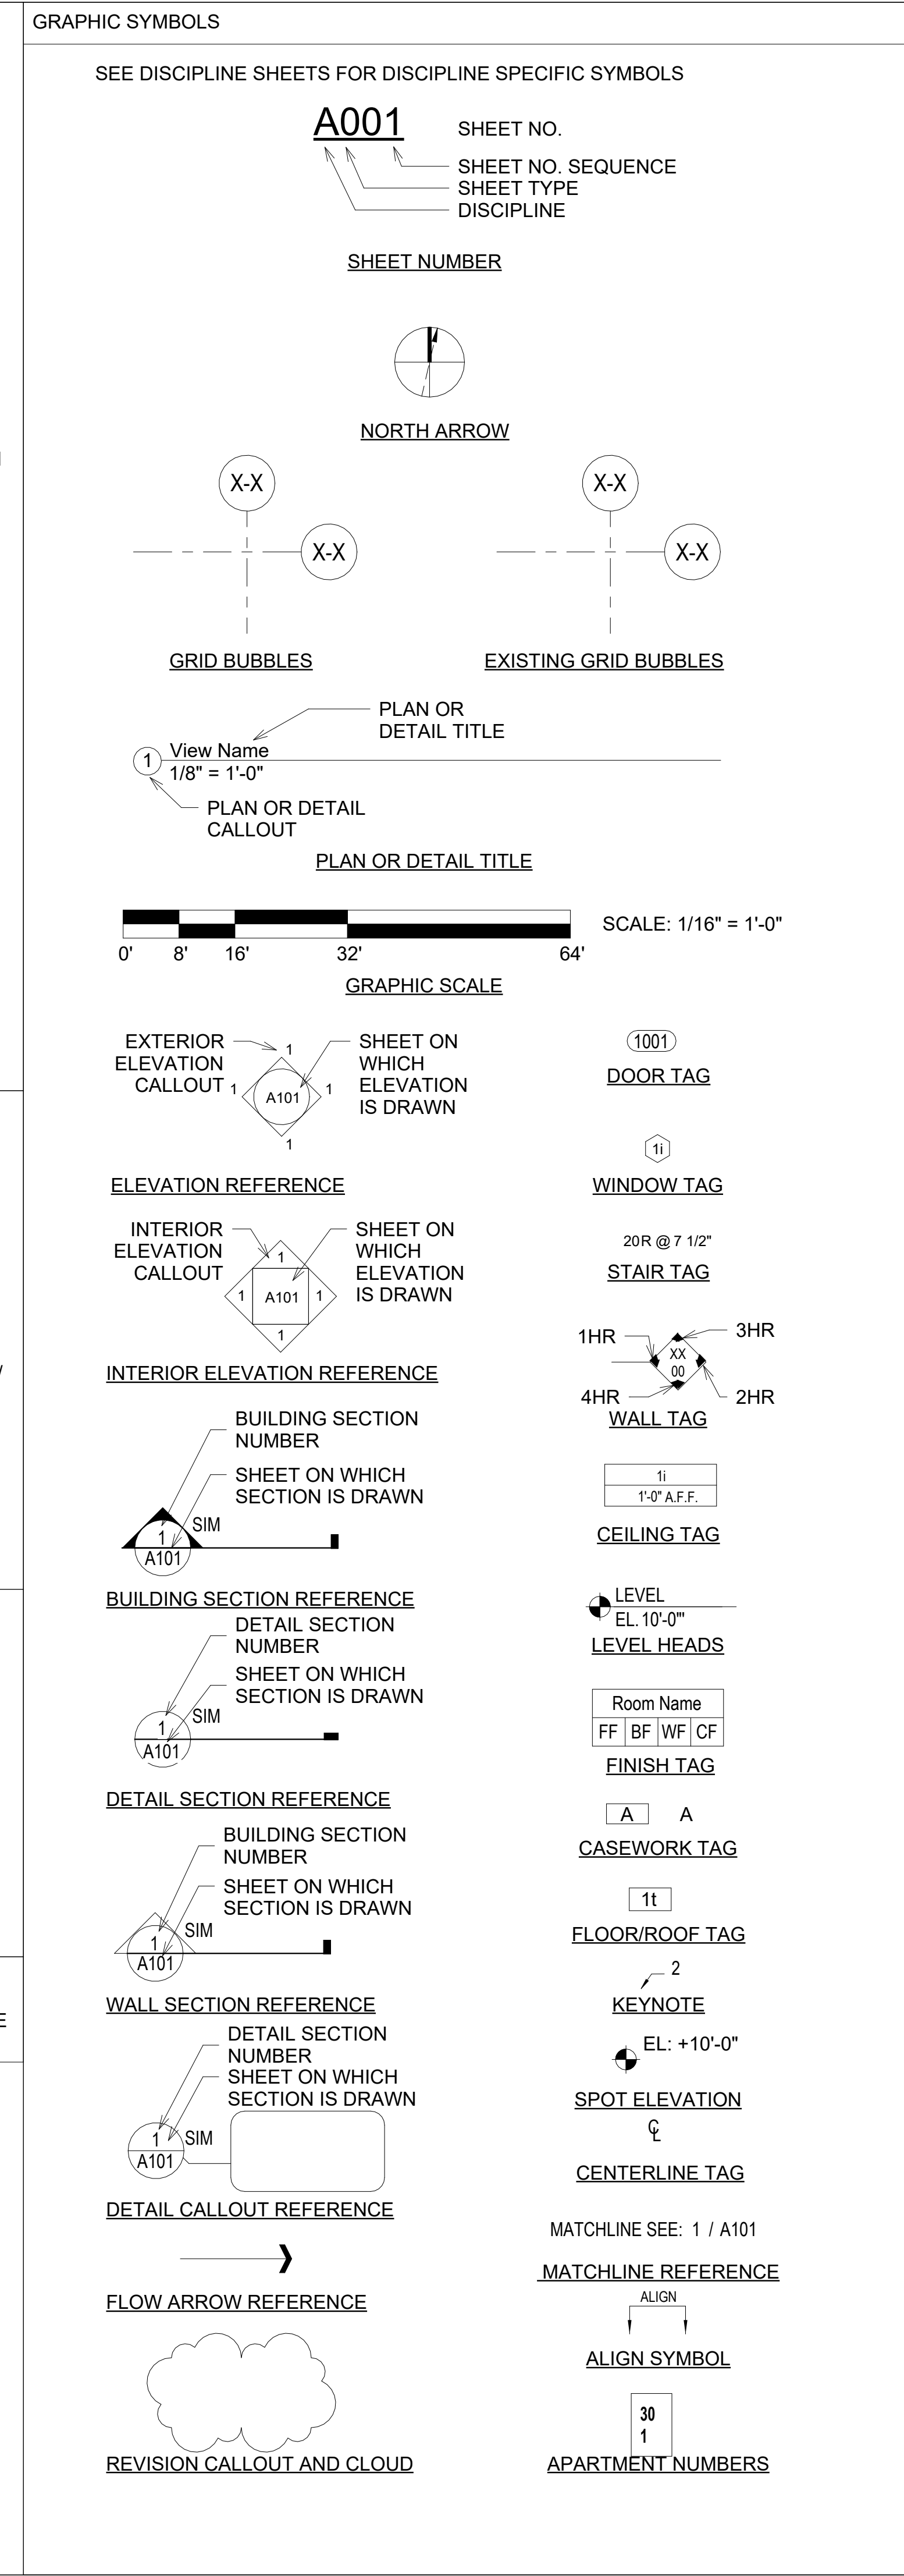 GRAPHIC SYMBOLS
SEE DISCIPLINE SHEETS FOR DISCIPLINE SPECIFIC SYMBOLS
A001
SHEET NO.
SHEET NO. SEQUENCE
SHEET TYPE
DISCIPLINE
SHEET NUMBER
NORTH ARROW
X-X
X-X
GRID BUBBLES
X-X
X-X
EXISTING GRID BUBBLES
PLAN OR
DETAIL TITLE
1
View Name
1/8" = 1'-0"
PLAN OR DETAIL
CALLOUT
PLAN OR DETAIL TITLE
SCALE: 1/16" = 1'-0"
0' 8' 16' 32' 64'
GRAPHIC SCALE
EXTERIOR
ELEVATION
CALLOUT
1
1
A101
1
1
SHEET ON
WHICH
ELEVATION
IS DRAWN
ELEVATION REFERENCE
INTERIOR
ELEVATION
CALLOUT
1
1
A101
1
1
SHEET ON
WHICH
ELEVATION
IS DRAWN
INTERIOR ELEVATION REFERENCE
BUILDING SECTION
NUMBER
SHEET ON WHICH
SECTION IS DRAWN
SIM
1
A101
BUILDING SECTION REFERENCE
DETAIL SECTION
NUMBER
SHEET ON WHICH
SECTION IS DRAWN
SIM
1
A101
DETAIL SECTION REFERENCE
BUILDING SECTION
NUMBER
SHEET ON WHICH
SECTION IS DRAWN
SIM
1
A101
WALL SECTION REFERENCE
DETAIL SECTION
NUMBER
SHEET ON WHICH
SECTION IS DRAWN
SIM
1
A101
DETAIL CALLOUT REFERENCE
FLOW ARROW REFERENCE
REVISION CALLOUT AND CLOUD
1001
DOOR TAG
1i
WINDOW TAG
20R @ 7 1/2"
STAIR TAG
1HR
3HR
XX
00
4HR
2HR
WALL TAG
1i
1'-0" A.F.F.
CEILING TAG
LEVEL
EL. 10'-0'"
LEVEL HEADS
Room Name
FF BF WF CF
FINISH TAG
A A
CASEWORK TAG
1t
FLOOR/ROOF TAG
2
KEYNOTE
EL: +10'-0"
SPOT ELEVATION
℄
CENTERLINE TAG
MATCHLINE SEE: 1 / A101
MATCHLINE REFERENCE
ALIGN
ALIGN SYMBOL
30
1
APARTMENT NUMBERS